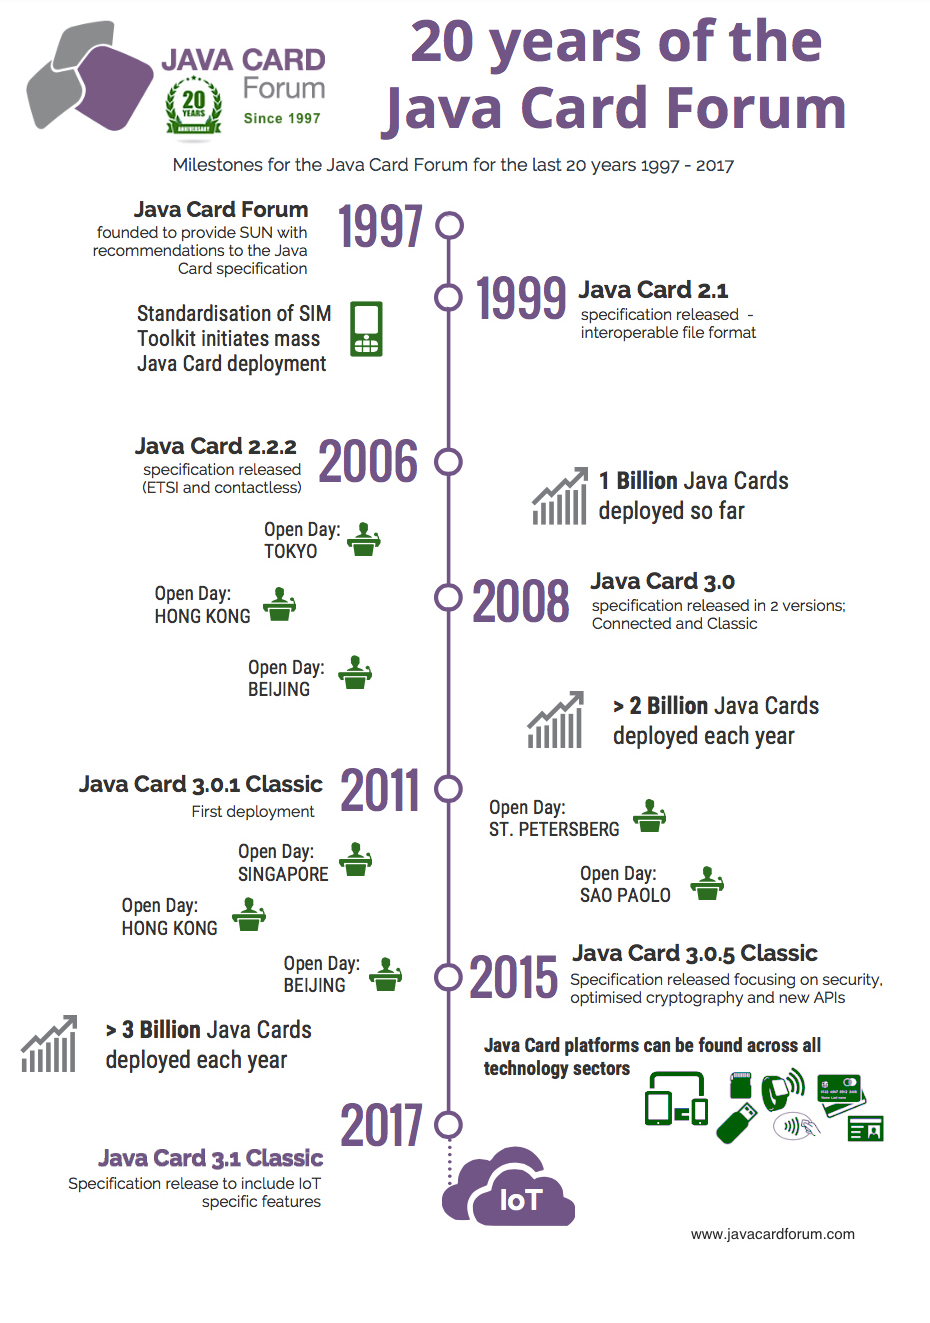 JAVA CARD
Forum
20
YEARS
ANNIVERSARY
Since 1997
20 years of the
Java Card Forum
Milestones for the Java Card Forum for the last 20 years 1997 - 2017
Java Card Forum
founded to provide SUN with
recommendations to the Java
Card specification
1997
1999
Java Card 2.1
specification released -
interoperable file format
Standardisation of SIM
Toolkit initiates mass
Java Card deployment
Java Card 2.2.2
specification released
(ETSI and contactless)
2006
1 Billion Java Cards
deployed so far
Open Day:
TOKYO
Open Day:
HONG KONG
2008
Java Card 3.0
specification released in 2 versions;
Connected and Classic
Open Day:
BEIJING
> 2 Billion Java Cards
deployed each year
Java Card 3.0.1 Classic
First deployment
2011
Open Day:
ST. PETERSBERG
Open Day:
SINGAPORE
Open Day:
SAO PAOLO
Open Day:
HONG KONG
Open Day:
BEIJING
2015
Java Card 3.0.5 Classic
Specification released focusing on security,
optimised cryptography and new APIs
> 3 Billion Java Cards
deployed each year
Java Card platforms can be found across all
technology sectors
2017
Java Card 3.1 Classic
Specification release to include IoT
specific features
IoT
www.javacardforum.com